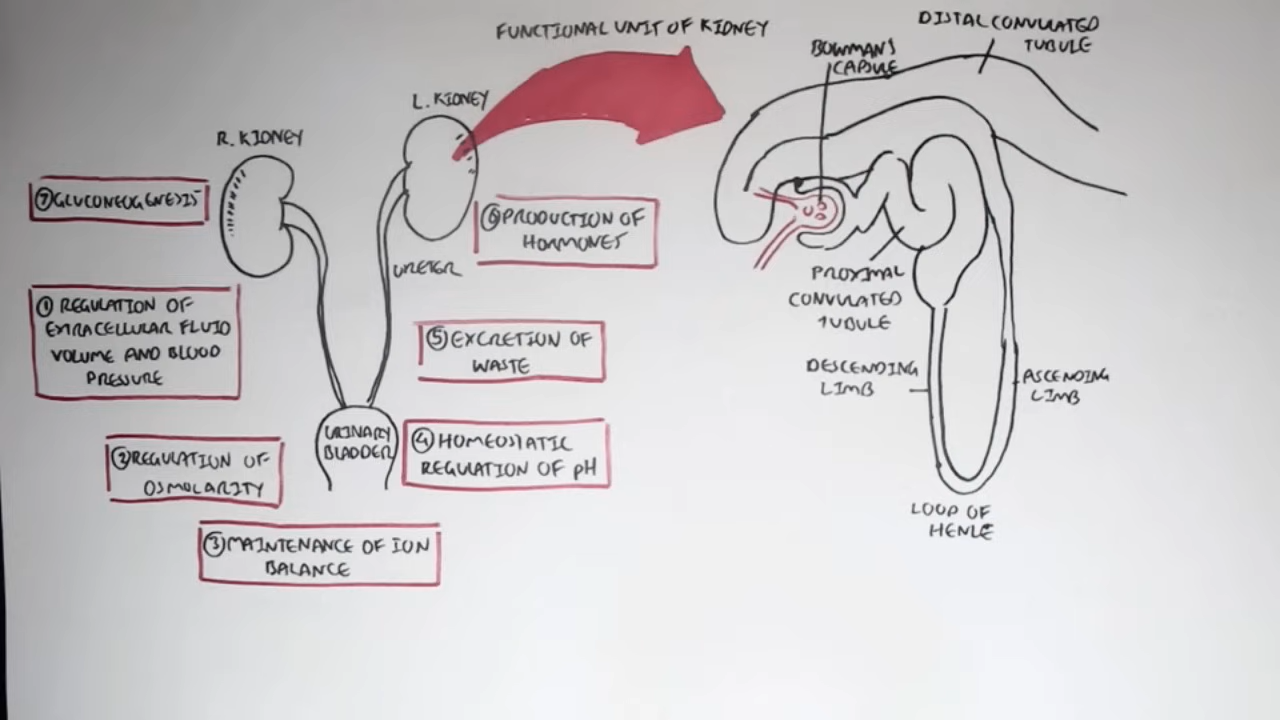 FUNCTIONAL UNIT OF KIDNEY
DISTAL CONVULATED
TUBULE
BOWMANS
CAPSULE
L. KIDNEY
R. KIDNEY
⑦GLUCONEOGENESIS
⑥PRODUCTION OF
HORMONES
URETER
PROXIMAL
CONVULATED
TUBULE
① REGULATION OF
EXTRACELLULAR FLUID
VOLUME AND BLOOD
PRESSURE
⑤EXCRETION OF
WASTE
DESCENDING
LIMB
ASCENDING
LIMB
URINARY
BLADDER
④HOMEOSTATIC
REGULATION OF pH
②REGULATION OF
OSMOLARITY
LOOP OF
HENLE
③MAINTENANCE OF ION
BALANCE